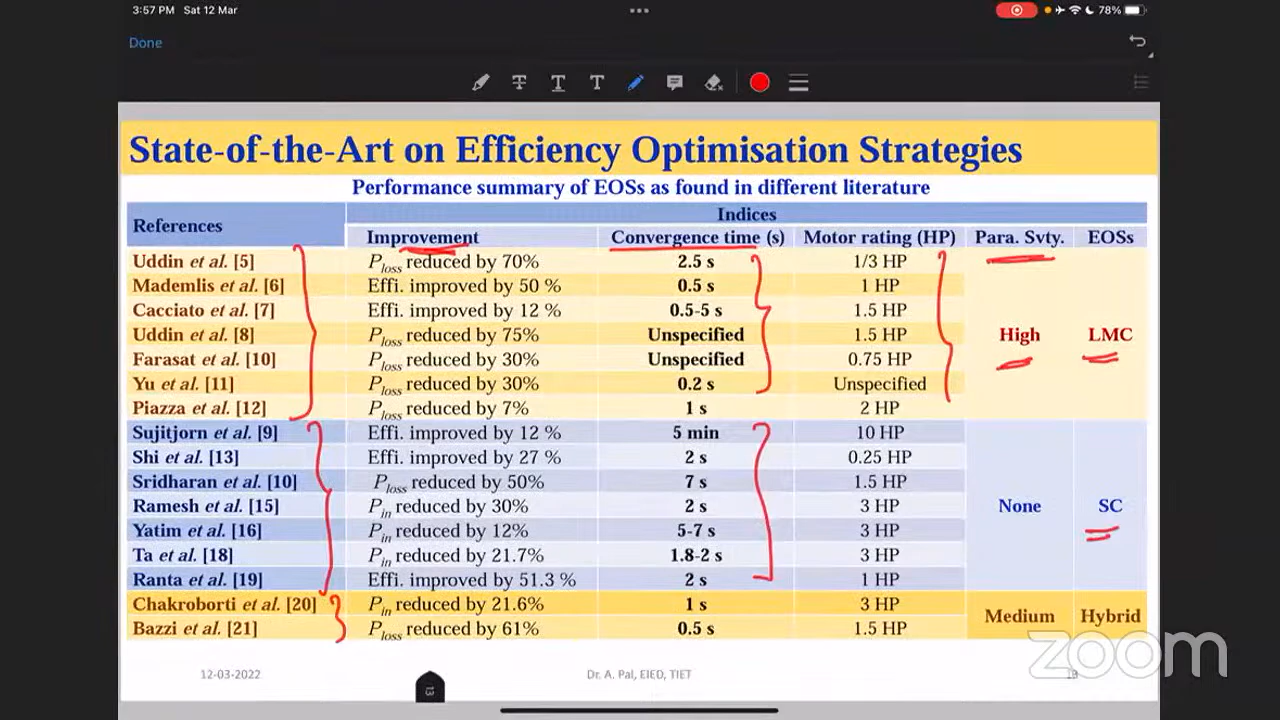 3:57 PM Sat 12 Mar
78%
Done
State-of-the-Art on Efficiency Optimisation Strategies
Performance summary of EOSs as found in different literature
References Indices
Improvement Convergence time (s) Motor rating (HP) Para. Svty. EOSs
Uddin et al. [5] Ploss reduced by 70% 2.5 s 1/3 HP
Mademlis et al. [6] Effi. improved by 50 % 0.5 s 1 HP
Cacciato et al. [7] Effi. improved by 12 % 0.5-5 s 1.5 HP
Uddin et al. [8] Ploss reduced by 75% Unspecified 1.5 HP High LMC
Farasat et al. [10] Ploss reduced by 30% Unspecified 0.75 HP
Yu et al. [11] Ploss reduced by 30% 0.2 s Unspecified
Piazza et al. [12] Ploss reduced by 7% 1 s 2 HP
Sujitjorn et al. [9] Effi. improved by 12 % 5 min 10 HP
Shi et al. [13] Effi. improved by 27 % 2 s 0.25 HP
Sridharan et al. [10] Ploss reduced by 50% 7 s 1.5 HP
Ramesh et al. [15] Pin reduced by 30% 2 s 3 HP None SC
Yatim et al. [16] Pin reduced by 12% 5-7 s 3 HP
Ta et al. [18] Pin reduced by 21.7% 1.8-2 s 3 HP
Ranta et al. [19] Effi. improved by 51.3 % 2 s 1 HP
Chakroborti et al. [20] Pin reduced by 21.6% 1 s 3 HP
Medium Hybrid
Bazzi et al. [21] Ploss reduced by 61% 0.5 s 1.5 HP
zoom
12-03-2022 Dr. A. Pal, EIED, TIET
13